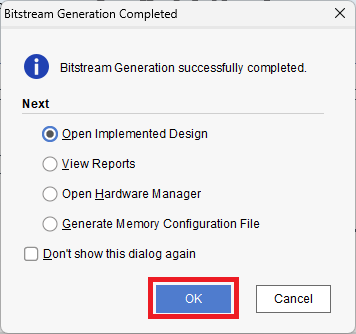 Bitstream Generation Completed
Bitstream Generation successfully completed.
Next
Open Implemented Design
View Reports
Open Hardware Manager
Generate Memory Configuration File
Don't show this dialog again
OK
Cancel